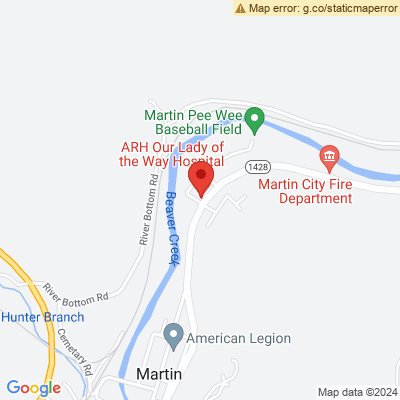 Map error: g.co/staticmaperror
Martin Pee Wee
Baseball Field
ARH Our Lady of
the Way Hospital
1428
Martin City Fire
Department
River Bottom Rd
Beaver Creek
River Bottom Rd
Hunter Branch
Cemetary Rd
American Legion
Martin
Google
Map data ©2024